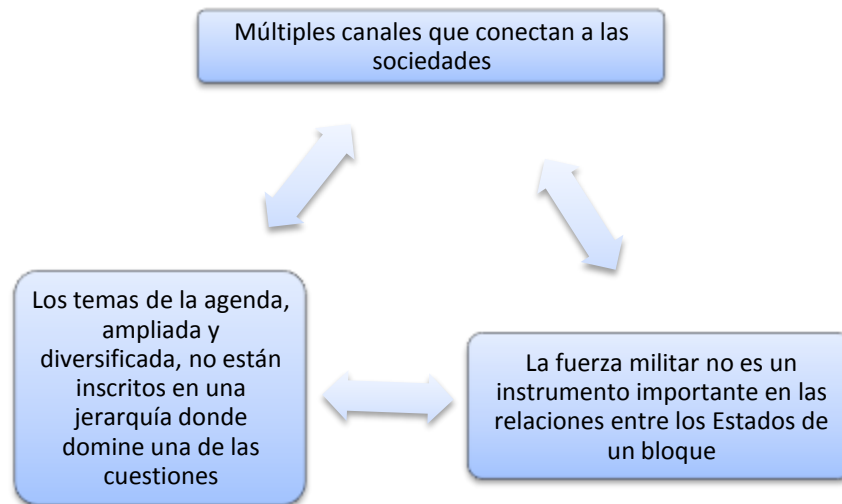 Múltiples canales que conectan a las
sociedades
Los temas de la agenda,
ampliada y
diversificada, no están
inscritos en una
jerarquía donde
domine una de las
cuestiones
La fuerza militar no es un
instrumento importante en las
relaciones entre los Estados de
un bloque